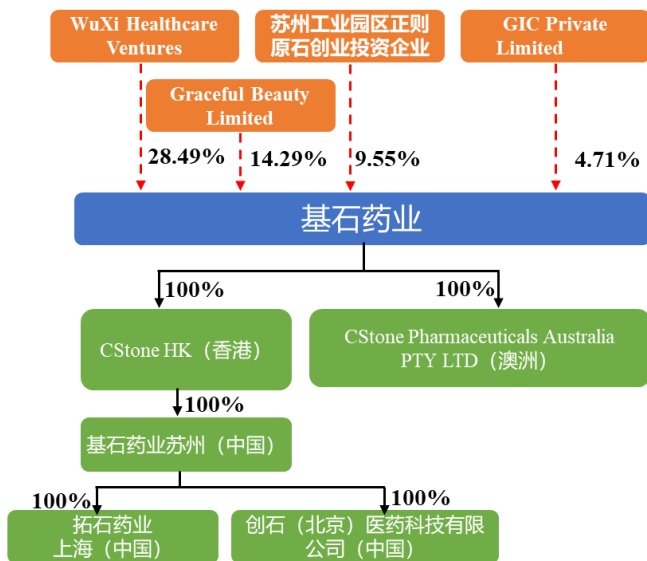 WuXi Healthcare
Ventures
苏州工业园区正则
原石创业投资企业
GIC Private
Limited
Graceful Beauty
Limited
28.49%
14.29%
9.55%
4.71%
基石药业
100%
100%
CStone HK（香港）
CStone Pharmaceuticals Australia
PTY LTD（澳洲）
100%
基石药业苏州（中国）
100%
100%
拓石药业
上海（中国）
创石（北京）医药科技有限
公司（中国）